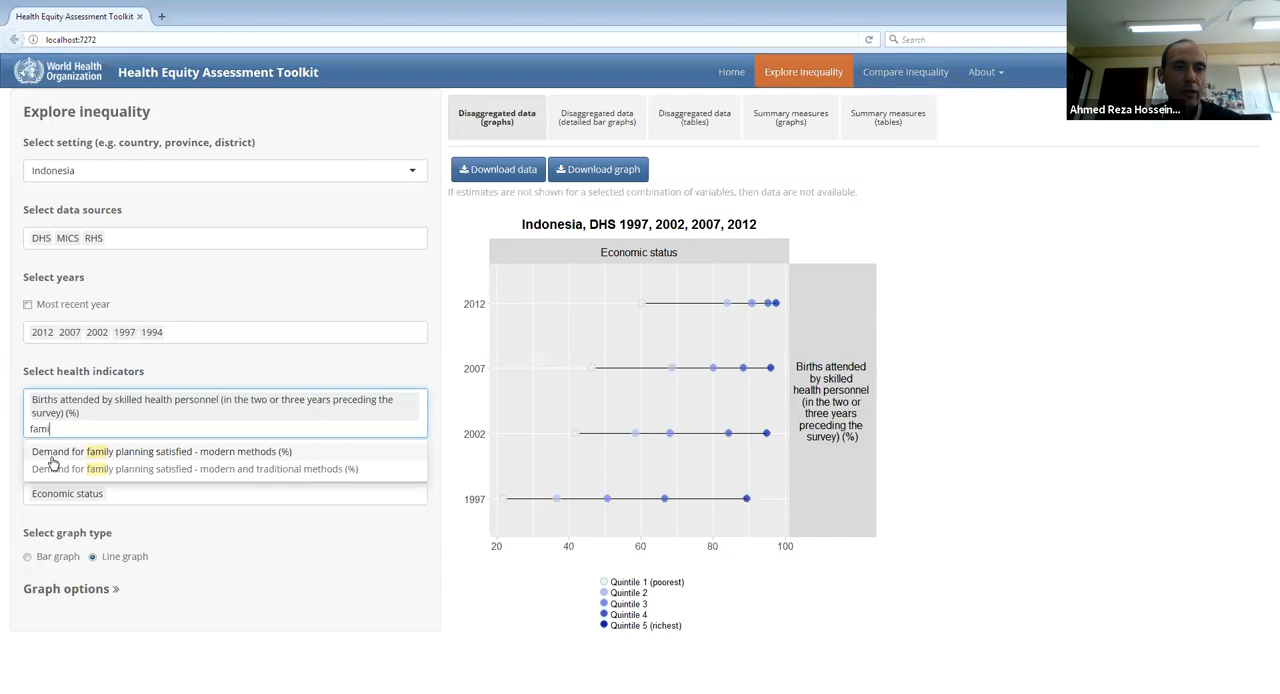 Health Equity Assessment Toolkit
localhost:7272
Search
World Health
Organization
Health Equity Assessment Toolkit
Home
Explore Inequality
Compare Inequality
About
Ahmed Reza Hossein...
Explore inequality
Select setting (e.g. country, province, district)
Indonesia
Select data sources
DHS MICS RHS
Select years
Most recent year
2012 2007 2002 1997 1994
Select health indicators
Births attended by skilled health personnel (in the two or three years preceding the
survey) (%)
fami
Demand for family planning satisfied - modern methods (%)
Demand for family planning satisfied - modern and traditional methods (%)
Economic status
Select graph type
Bar graph
Line graph
Graph options »
Disaggregated data
(graphs)
Disaggregated data
(detailed bar graphs)
Disaggregated data
(tables)
Summary measures
(graphs)
Summary measures
(tables)
Download data
Download graph
If estimates are not shown for a selected combination of variables, then data are not available.
Indonesia, DHS 1997, 2002, 2007, 2012
Economic status
2012
2007
2002
1997
20 40 60 80 100
Births attended
by skilled
health personnel
(in the two or
three years
preceding the
survey) (%)
Quintile 1 (poorest)
Quintile 2
Quintile 3
Quintile 4
Quintile 5 (richest)